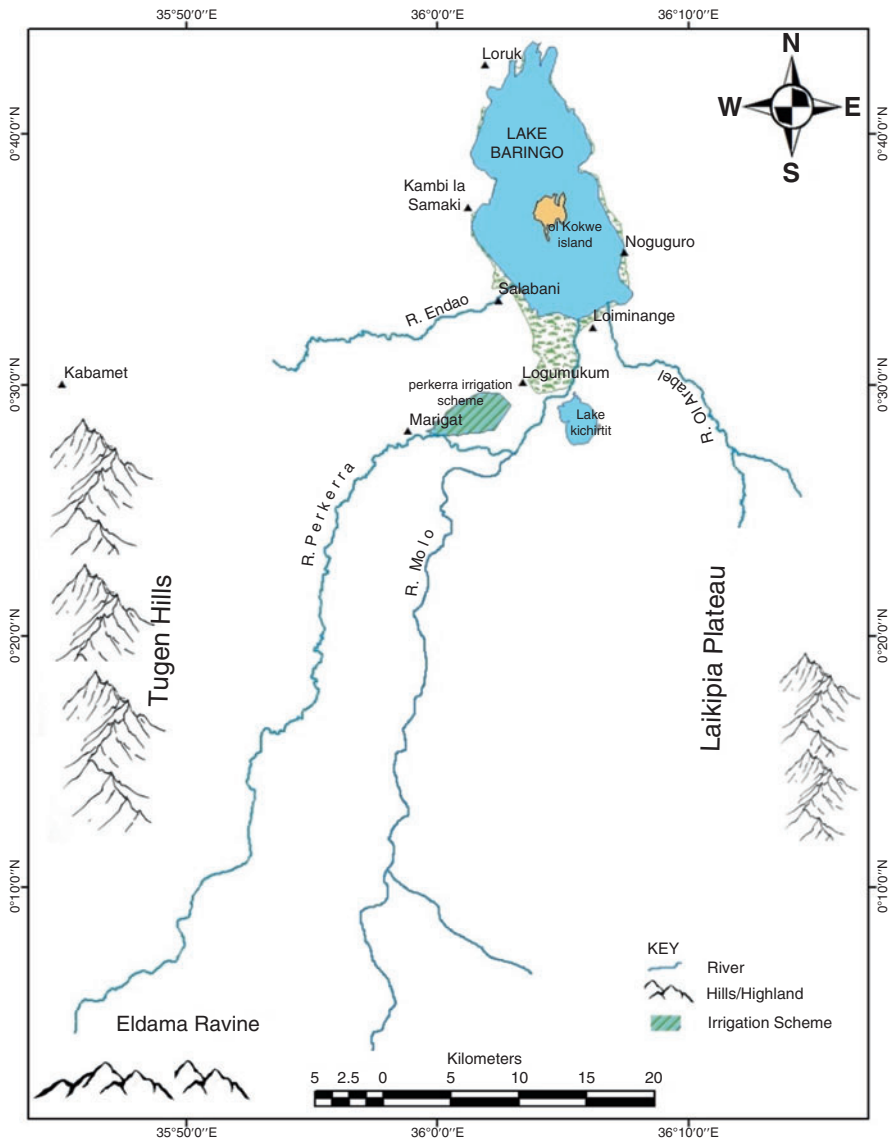 35°50'0''E
36°0'0''E
36°10'0''E
Loruk
N
W
E
S
0°40'0''N
0°40'0''N
LAKE
BARINGO
Kambi la
Samaki
ol Kokwe
island
Noguguro
Salabani
R. Endao
Loiminange
Kabamet
0°30'0''N
0°30'0''N
Logumukum
perkerra irrigation
scheme
R. Ol Arabel
Marigat
Lake
kichirtit
R. Perkerra
R. Molo
Tugen Hills
Laikipia Plateau
0°20'0''N
0°20'0''N
0°10'0''N
0°10'0''N
KEY
River
Hills/Highland
Irrigation Scheme
Eldama Ravine
Kilometers
5 2.5 0 5 10 15 20
35°50'0''E
36°0'0''E
36°10'0''E